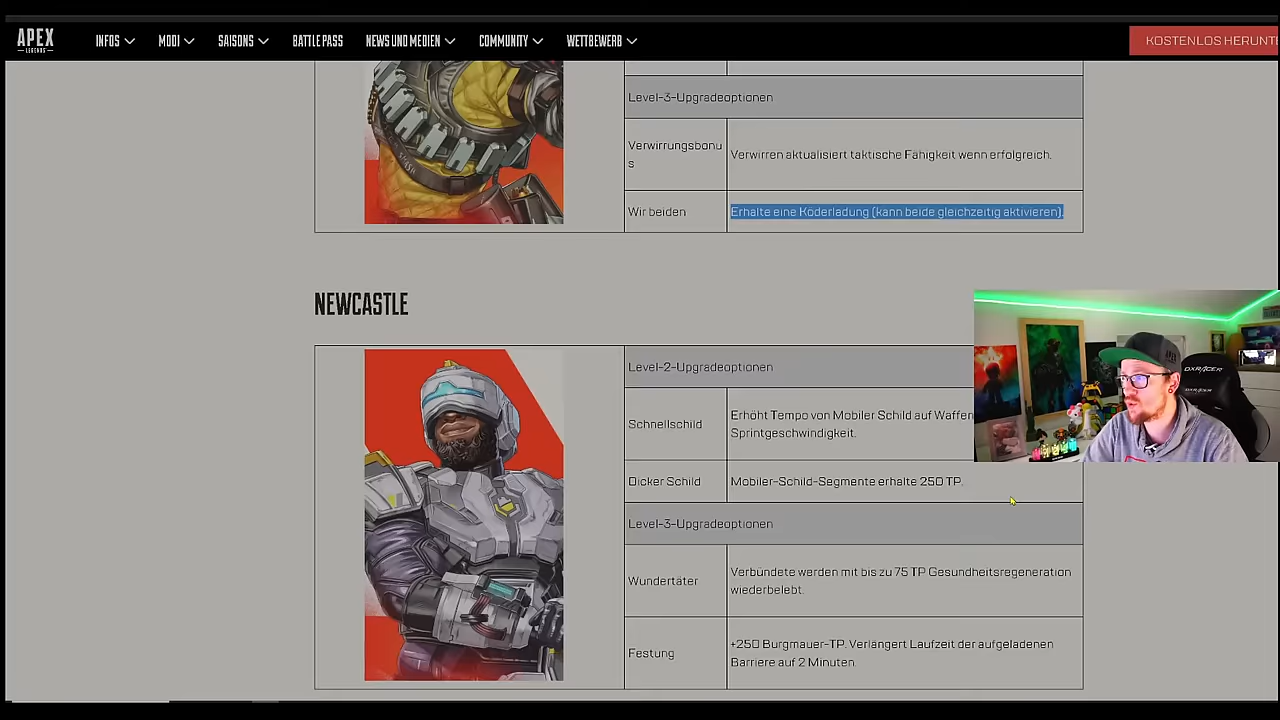 APEX
LEGENDS
INFOS
MODI
SAISONS
BATTLE PASS
NEWS UND MEDIEN
COMMUNITY
WETTBEWERB
KOSTENLOS HERUNT
Level-3-Upgradeoptionen
Verwirrungsbonu
s
Verwirren aktualisiert taktische Fähigkeit wenn erfolgreich.
Wir beiden
Erhalte eine Köderladung (kann beide gleichzeitig aktivieren).
NEWCASTLE
Level-2-Upgradeoptionen
Schnellschild
Erhöht Tempo von Mobiler Schild auf Waffen
Sprintgeschwindigkeit.
Dicker Schild
Mobiler-Schild-Segmente erhalte 250 TP.
Level-3-Upgradeoptionen
Wundertäter
Verbündete werden mit bis zu 75 TP Gesundheitsregeneration
wiederbelebt.
Festung
+250 Burgmauer-TP. Verlängert Laufzeit der aufgeladenen
Barriere auf 2 Minuten.
DXRACER